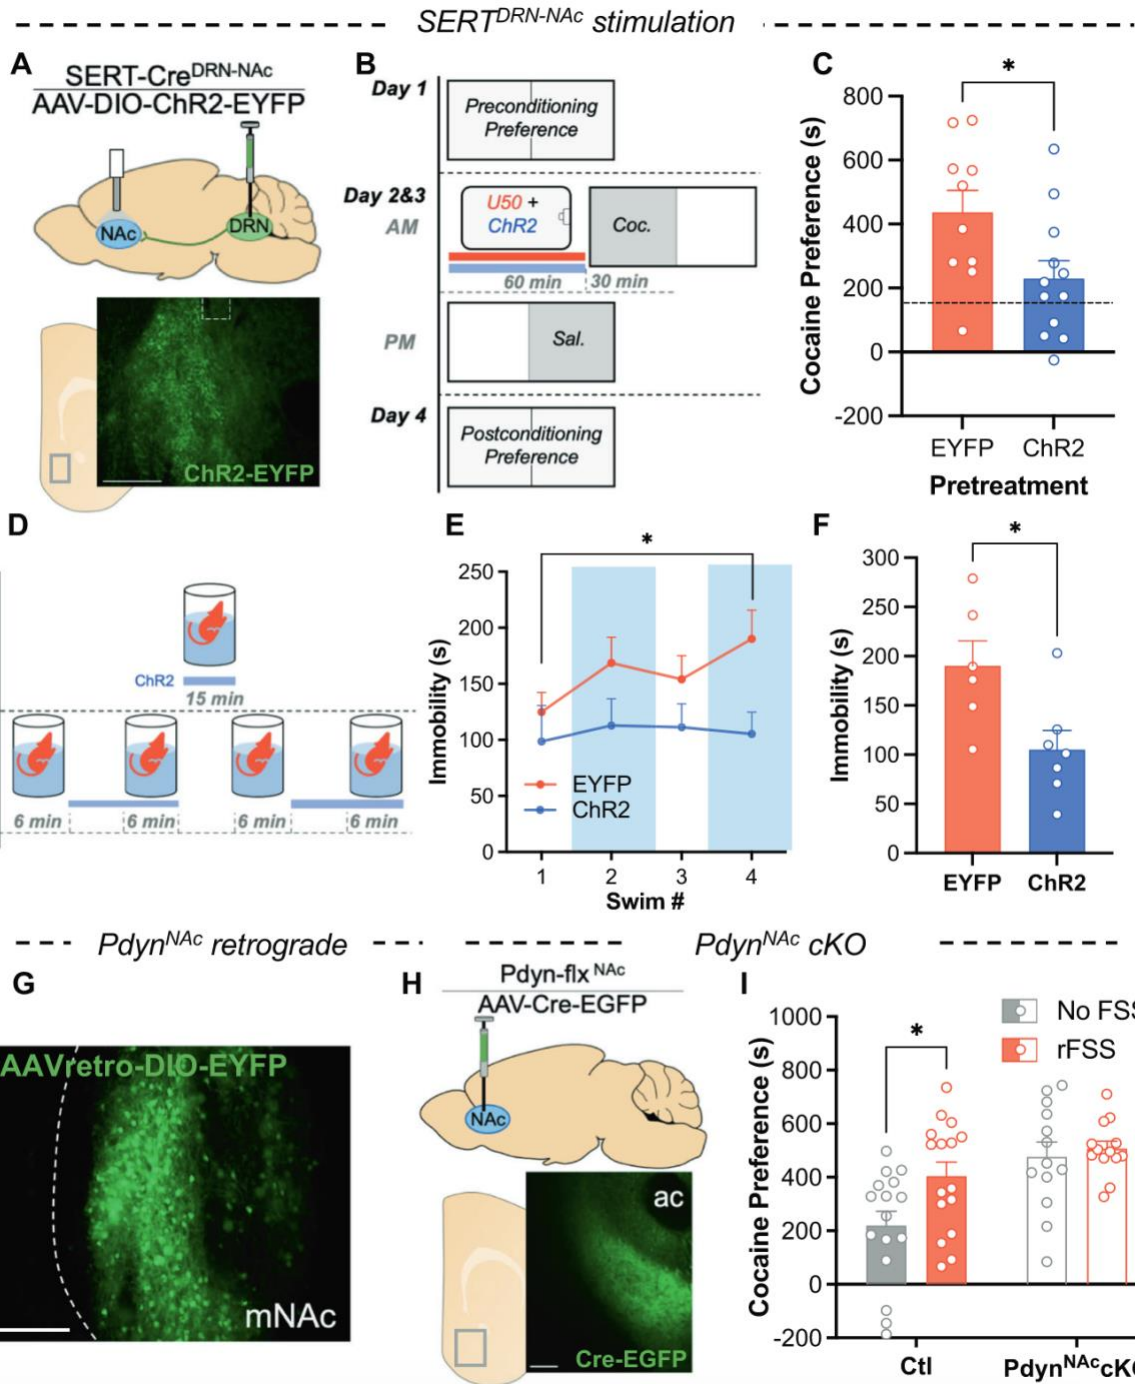 SERT^DRN-NAc stimulation
A
SERT-Cre^DRN-NAc
AAV-DIO-ChR2-EYFP
NAc
DRN
ChR2-EYFP
B
Day 1
Preconditioning
Preference
Day 2&3
AM
U50 +
ChR2
Coc.
60 min
30 min
PM
Sal.
Day 4
Postconditioning
Preference
C
*
Cocaine Preference (s)
800
600
400
200
0
-200
EYFP
ChR2
Pretreatment
D
ChR2
15 min
6 min
6 min
6 min
6 min
E
*
Immobility (s)
250
200
150
100
50
0
EYFP
ChR2
1
2
3
4
Swim #
F
*
Immobility (s)
300
250
200
150
100
50
0
EYFP
ChR2
Pdyn^NAc retrograde
Pdyn^NAc cKO
G
AAVretro-DIO-EYFP
mNAc
H
Pdyn-flx^NAc
AAV-Cre-EGFP
NAc
ac
Cre-EGFP
I
*
No FSS
rFSS
Cocaine Preference (s)
1000
800
600
400
200
0
-200
Ctl
Pdyn^NAc cKO